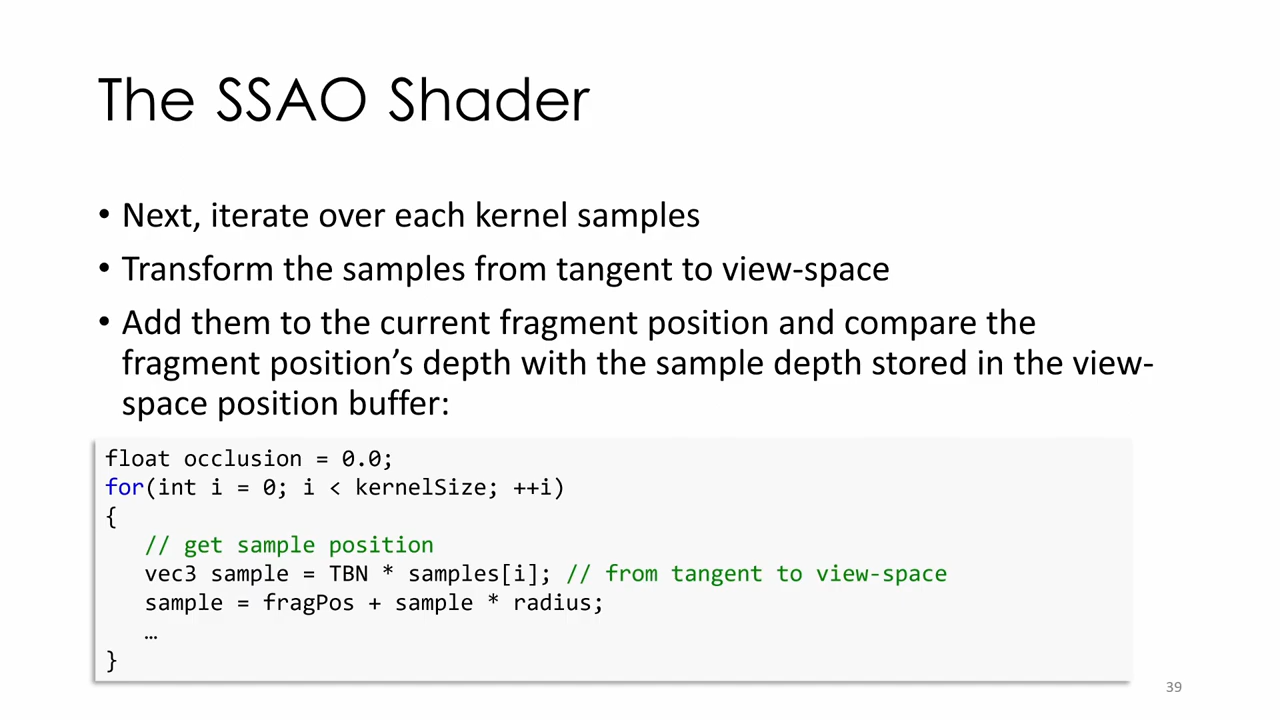 The SSAO Shader
• Next, iterate over each kernel samples
• Transform the samples from tangent to view-space
• Add them to the current fragment position and compare the
fragment position’s depth with the sample depth stored in the view-
space position buffer:
float occlusion = 0.0;
for(int i = 0; i < kernelSize; ++i)
{
   // get sample position
   vec3 sample = TBN * samples[i]; // from tangent to view-space
   sample = fragPos + sample * radius;
   …
}
39